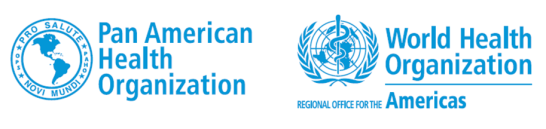 PRO SALUTE
NOVI MUNDI
Pan American
Health
Organization
World Health
Organization
REGIONAL OFFICE FOR THE Americas